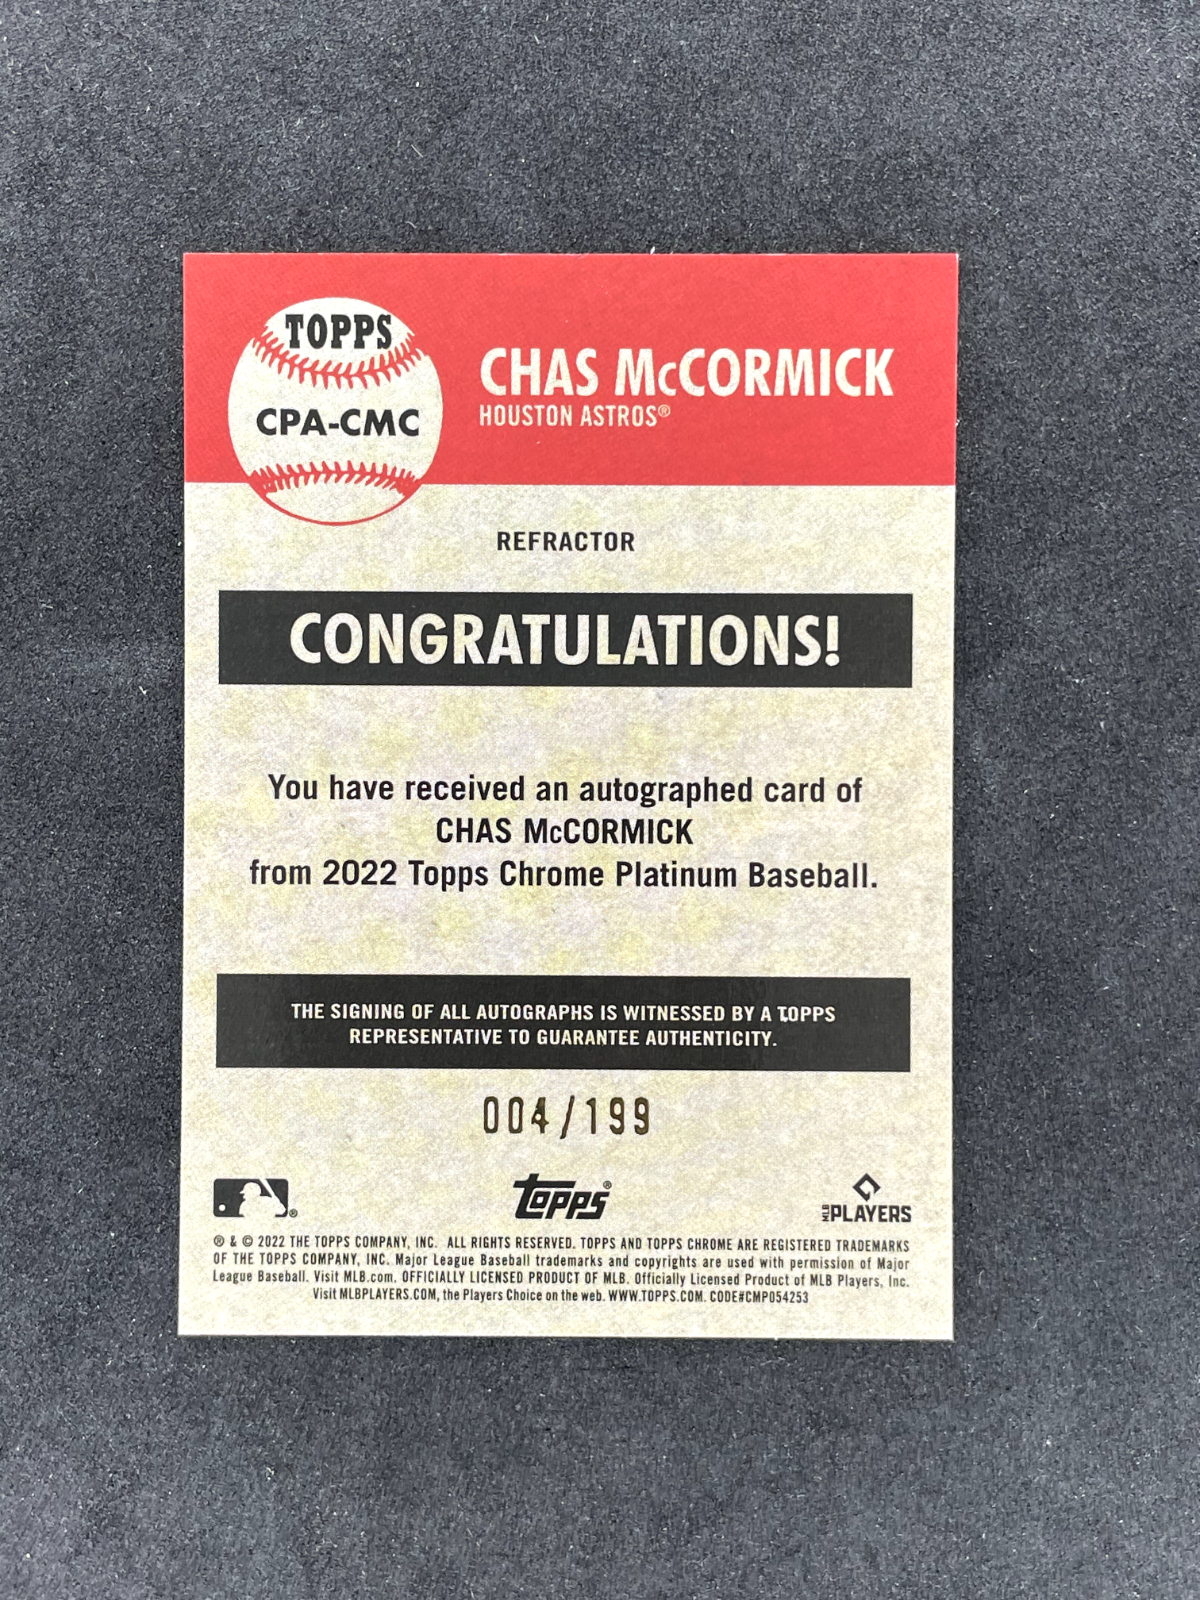 TOPPS
CPA-CMC
CHAS McCORMICK
HOUSTON ASTROS®
REFRACTOR
CONGRATULATIONS!
You have received an autographed card of
CHAS McCORMICK
from 2022 Topps Chrome Platinum Baseball.
THE SIGNING OF ALL AUTOGRAPHS IS WITNESSED BY A TOPPS
REPRESENTATIVE TO GUARANTEE AUTHENTICITY.
004/199
®
topps®
MLB PLAYERS
® & © 2022 THE TOPPS COMPANY, INC. ALL RIGHTS RESERVED. TOPPS AND TOPPS CHROME ARE REGISTERED TRADEMARKS
OF THE TOPPS COMPANY, INC. Major League Baseball trademarks and copyrights are used with permission of Major
League Baseball. Visit MLB.com. OFFICIALLY LICENSED PRODUCT OF MLB. Officially Licensed Product of MLB Players, Inc.
Visit MLBPLAYERS.COM, the Players Choice on the web. WWW.TOPPS.COM. CODE#CMP054253